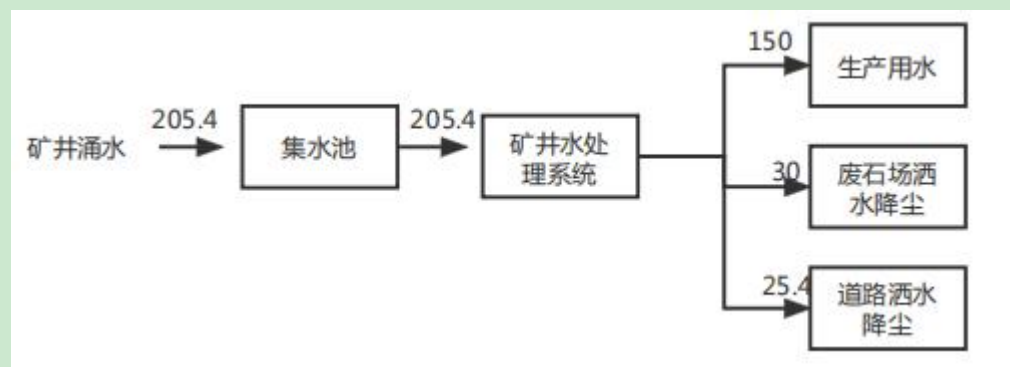 矿井涌水
205.4
集水池
205.4
矿井水处
理系统
150
生产用水
30
废石场洒
水降尘
25.4
道路洒水
降尘